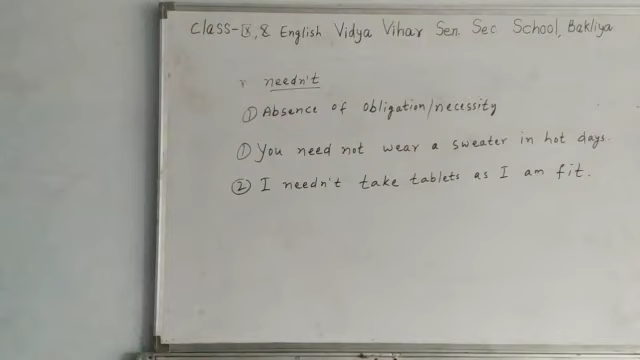 Class-IX, 8 English Vidya Vihar Sen. Sec School, Bakliya
needn't
① Absence of obligation/necessity
① You need not wear a sweater in hot days.
② I needn't take tablets as I am fit.